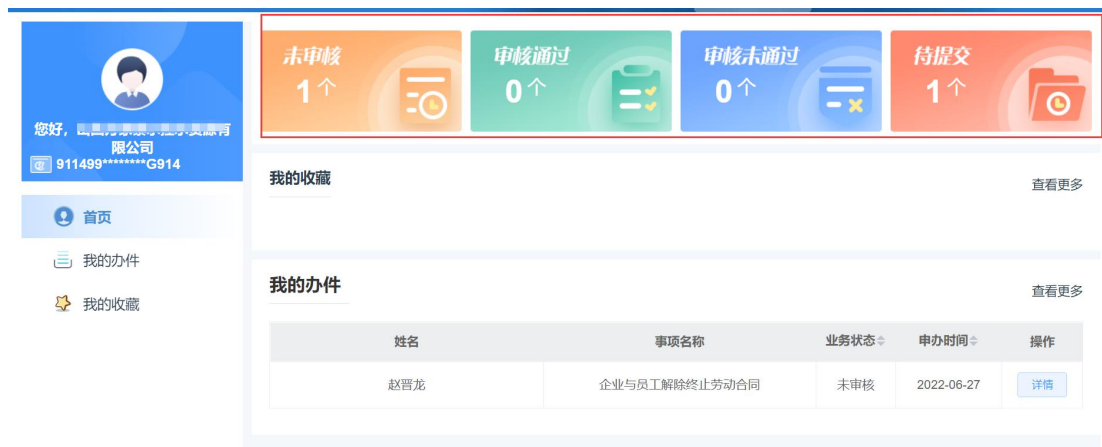 未审核
1个
审核通过
0个
审核未通过
0个
待提交
1个
您好，
有
限公司
911499********G914
首页
我的办件
我的收藏
我的收藏
查看更多
我的办件
查看更多
姓名 事项名称 业务状态 申办时间 操作
赵晋龙 企业与员工解除终止劳动合同 未审核 2022-06-27 详情